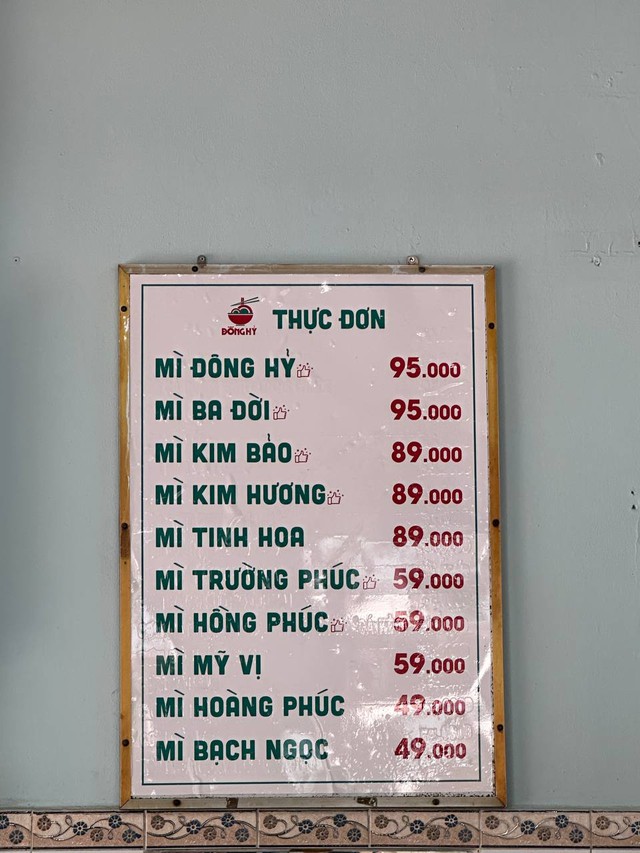 ĐÔNG HỶ
THỰC ĐƠN
MÌ ĐÔNG HỶ 95.000
MÌ BA ĐỜI 95.000
MÌ KIM BẢO 89.000
MÌ KIM HƯƠNG 89.000
MÌ TINH HOA 89.000
MÌ TRƯỜNG PHÚC 59.000
MÌ HỒNG PHÚC 59.000
MÌ MỸ VỊ 59.000
MÌ HOÀNG PHÚC 49.000
MÌ BẠCH NGỌC 49.000